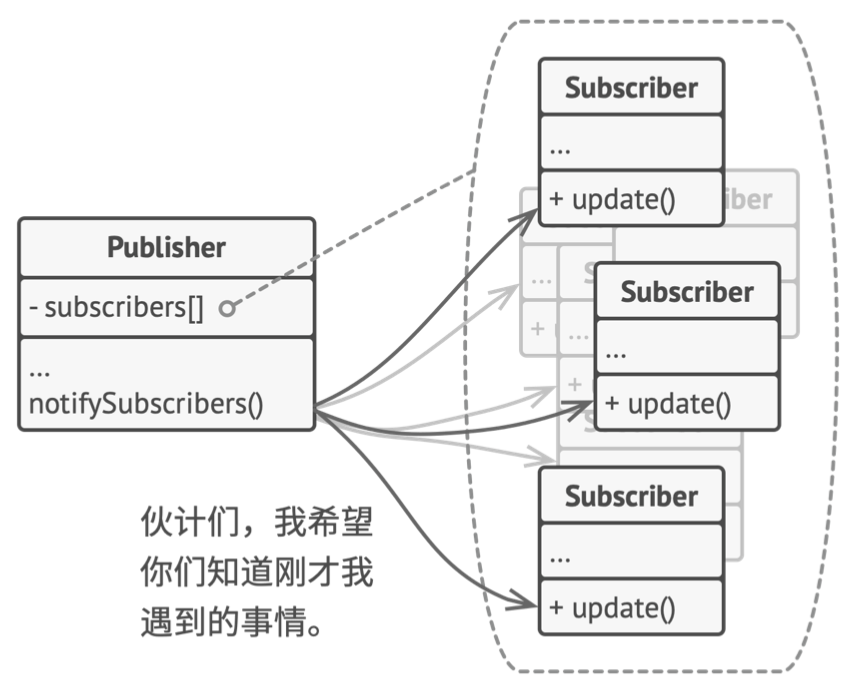 Publisher
- subscribers[]
...
notifySubscribers()
伙计们，我希望
你们知道刚才我
遇到的事情。
Subscriber
...
+ update()
Subscriber
...
+ update()
Subscriber
...
+ update()